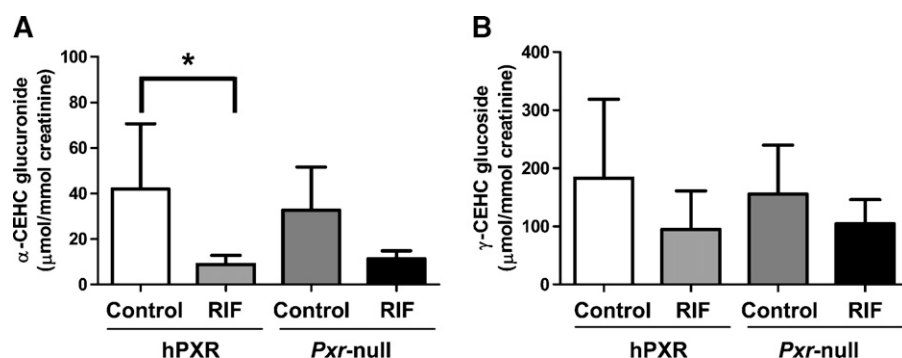 A
α-CEHC glucuronide
(μmol/mmol creatinine)
100
80
60
40
20
0
*
Control RIF Control RIF
hPXR Pxr-null
B
γ-CEHC glucoside
(μmol/mmol creatinine)
400
300
200
100
0
Control RIF Control RIF
hPXR Pxr-null